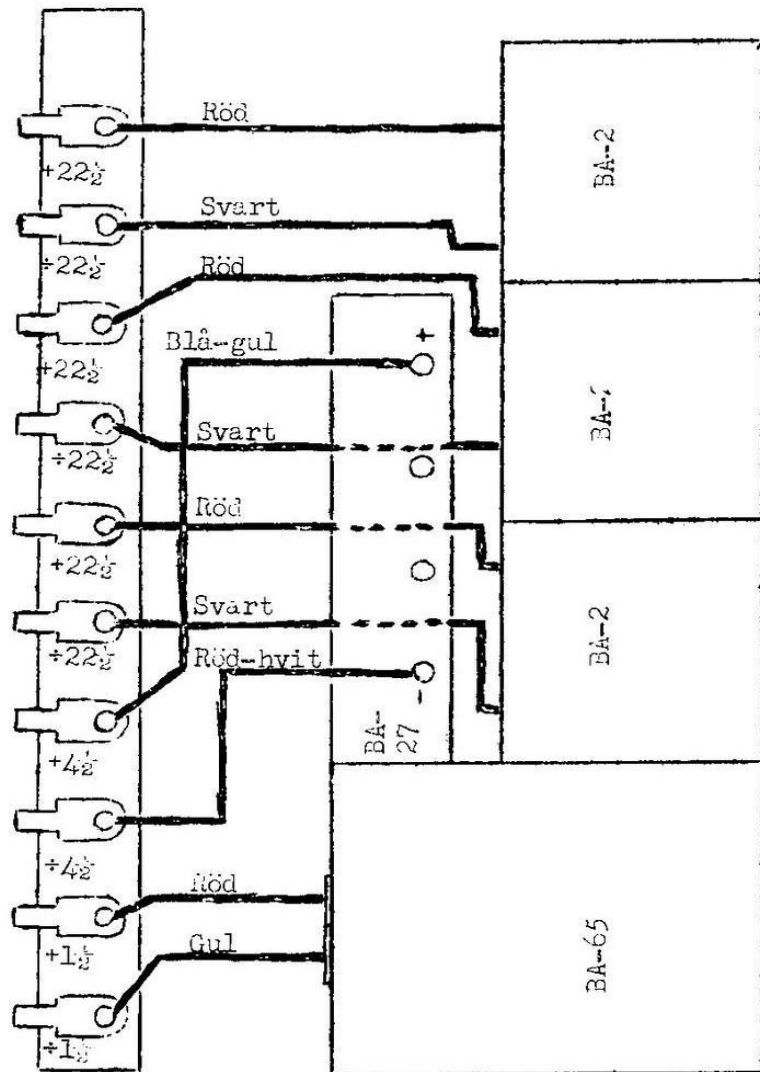 Röd
+22½
BA-2
Svart
÷22½
Röd
+22½
+
Blå-gul
BA-2
÷22½
Svart
Röd
+22½
Svart
÷22½
BA-2
Röd-hvit
-
+4½
BA-
27
÷4½
Röd
+1½
Gul
BA-65
÷1½